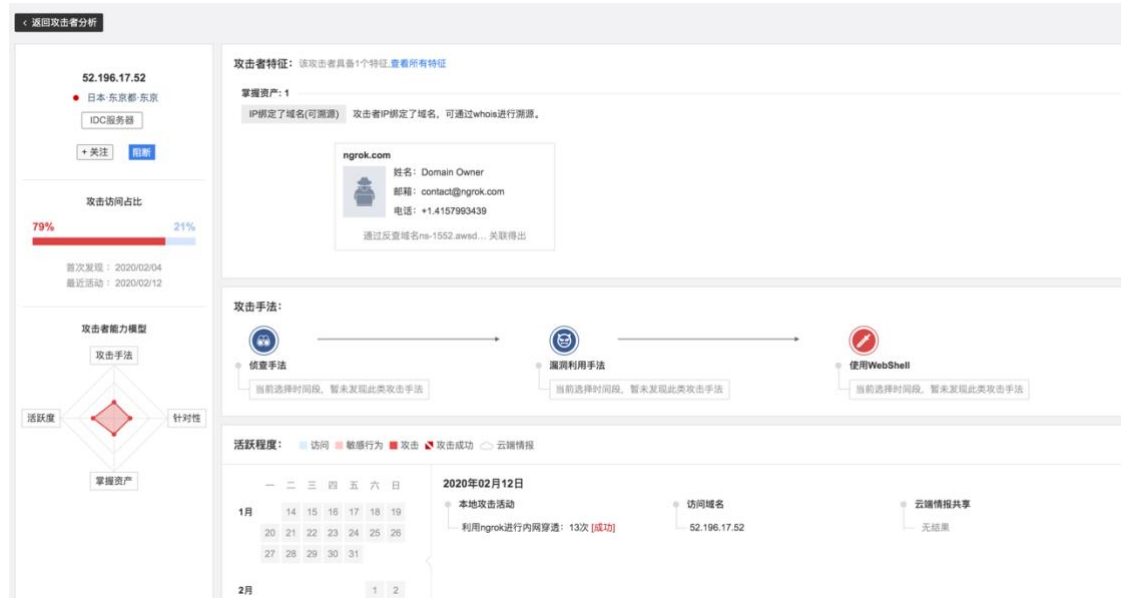 < 返回攻击者分析
52.196.17.52
日本·东京都·东京
IDC服务器
+ 关注 阻断
攻击访问占比
79% 21%
首次发现： 2020/02/04
最近活动： 2020/02/12
攻击者能力模型
攻击手法
活跃度 针对性
掌握资产
攻击者特征： 该攻击者具备1个特征,查看所有特征
掌握资产: 1
IP绑定了域名(可溯源) 攻击者IP绑定了域名，可通过whois进行溯源。
ngrok.com
姓名： Domain Owner
邮箱： contact@ngrok.com
电话： +1.4157993439
通过反查域名ns-1552.awsd... 关联得出
攻击手法：
侦查手法 漏洞利用手法 使用WebShell
当前选择时间段，暂未发现此类攻击手法 当前选择时间段，暂未发现此类攻击手法 当前选择时间段，暂未发现此类攻击手法
活跃程度： 访问 敏感行为 攻击 攻击成功 云端情报
一 二 三 四 五 六 日
1月 14 15 16 17 18 19
20 21 22 23 24 25 26
27 28 29 30 31
2月 1 2
2020年02月12日
本地攻击活动 访问域名 云端情报共享
利用ngrok进行内网穿透：13次 [成功] 52.196.17.52 无结果